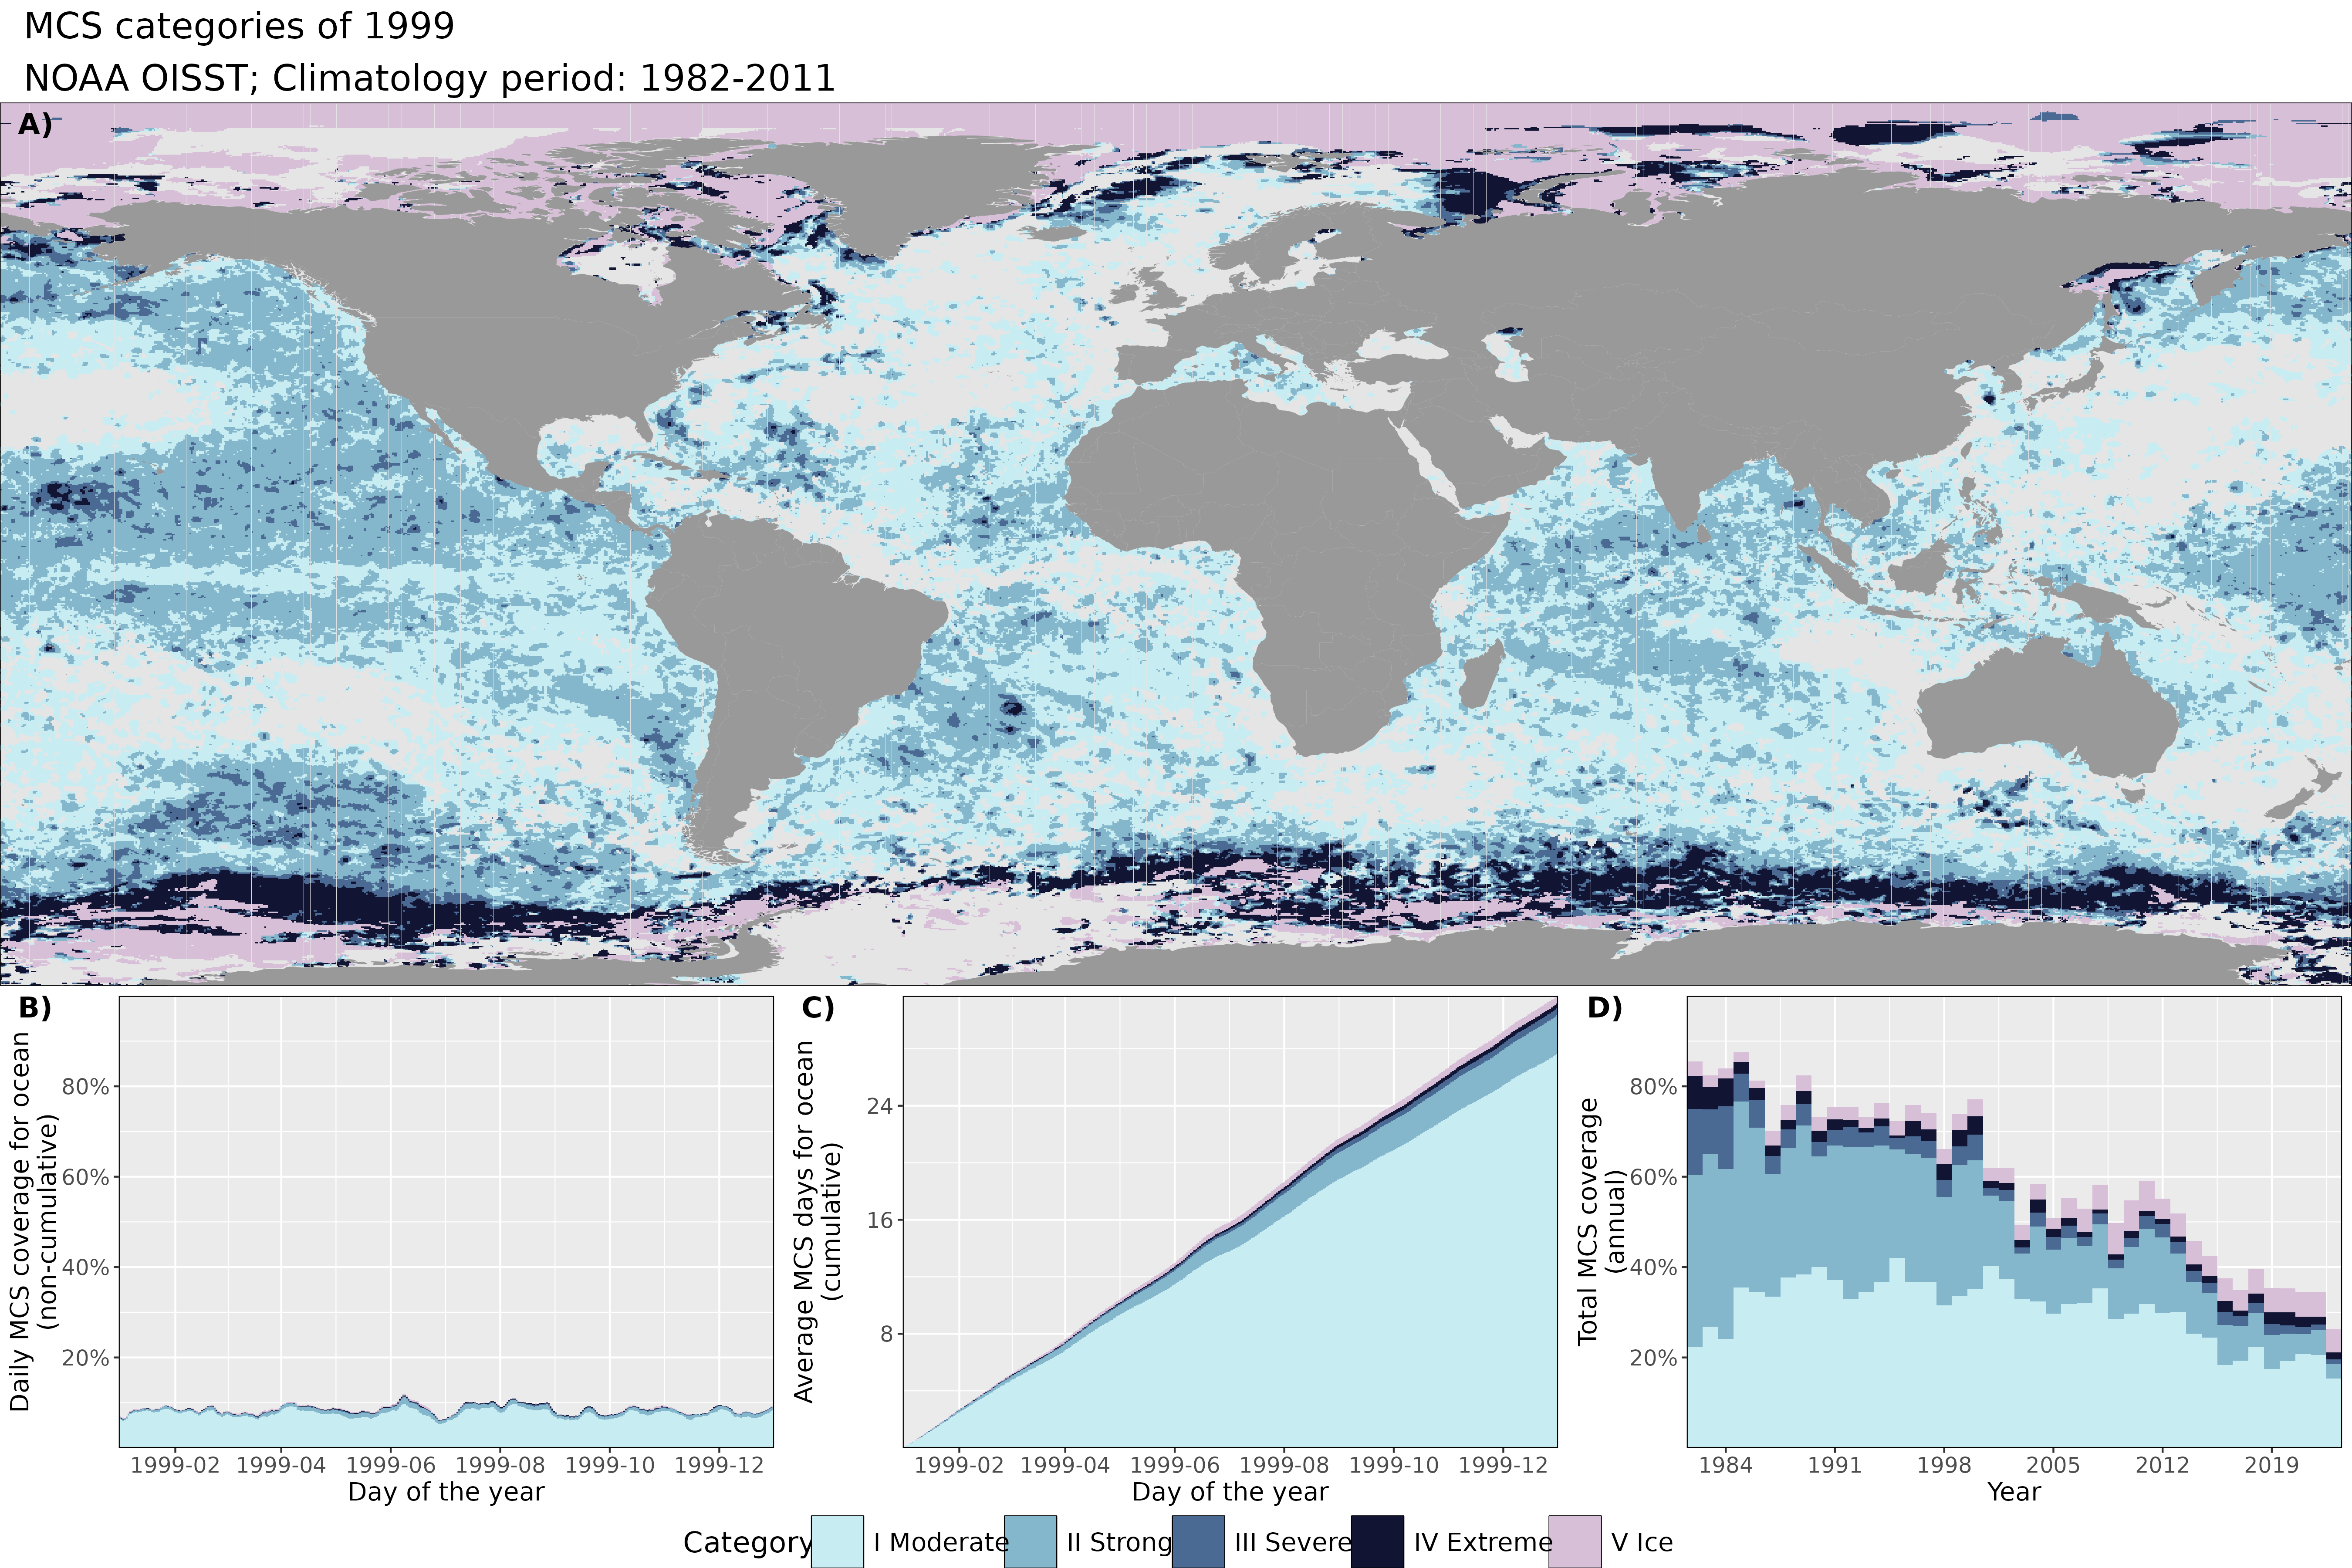 MCS categories of 1999
NOAA OISST; Climatology period: 1982-2011
A)
B)
Daily MCS coverage for ocean
(non-cumulative)
80%
60%
40%
20%
1999-02 1999-04 1999-06 1999-08 1999-10 1999-12
Day of the year
C)
Average MCS days for ocean
(cumulative)
24
16
8
1999-02 1999-04 1999-06 1999-08 1999-10 1999-12
Day of the year
D)
Total MCS coverage
(annual)
80%
60%
40%
20%
1984 1991 1998 2005 2012 2019
Year
Category I Moderate II Strong III Severe IV Extreme V Ice